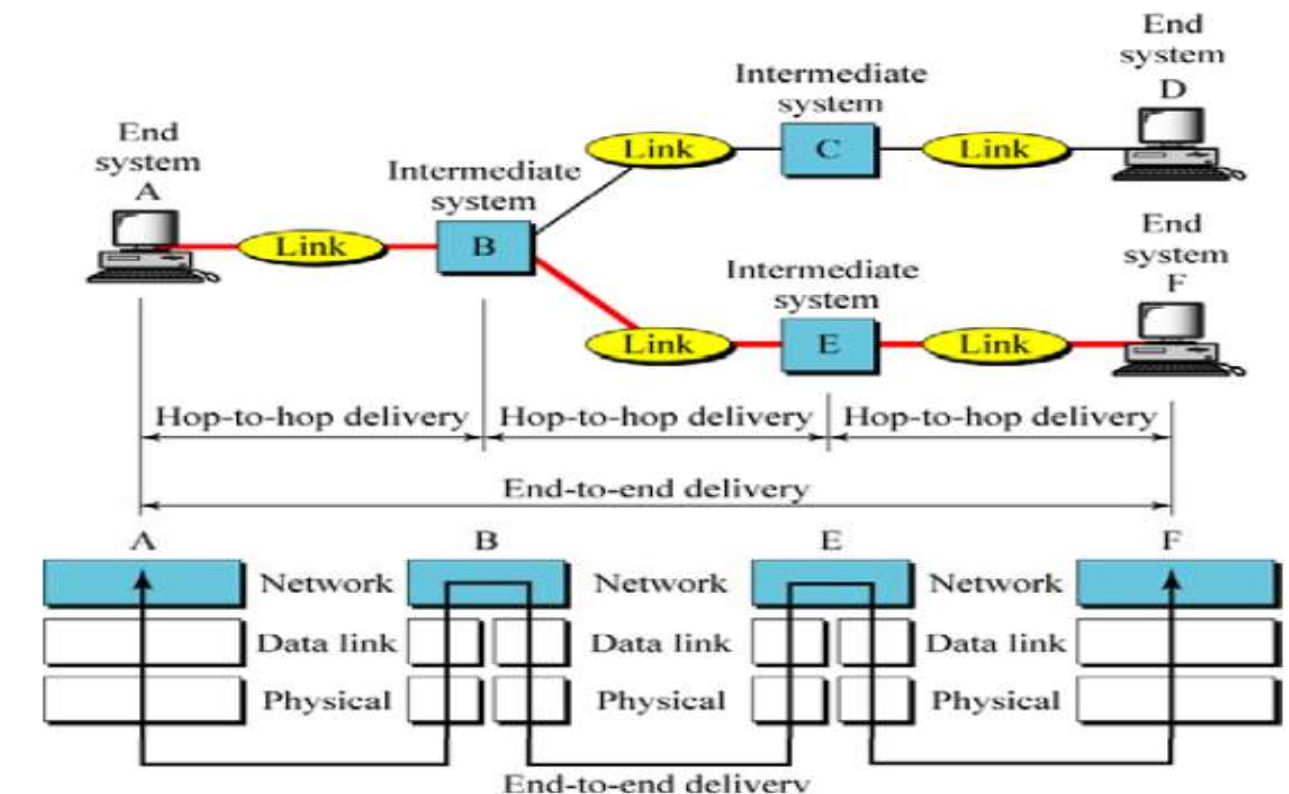 End
system
D
Intermediate
system
C
Link
Link
End
system
A
Intermediate
system
B
Link
End
system
F
Intermediate
system
E
Link
Link
Hop-to-hop delivery
Hop-to-hop delivery
Hop-to-hop delivery
End-to-end delivery
A
B
E
F
Network
Network
Network
Data link
Data link
Data link
Physical
Physical
Physical
End-to-end delivery